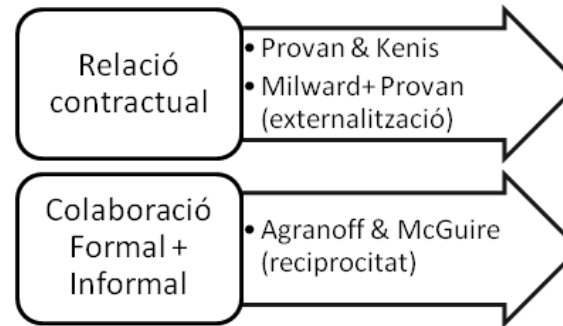 Relació
contractual
• Provan & Kenis
• Milward+ Provan
(externalització)
Colaboració
Formal +
Informal
• Agranoff & McGuire
(reciprocitat)